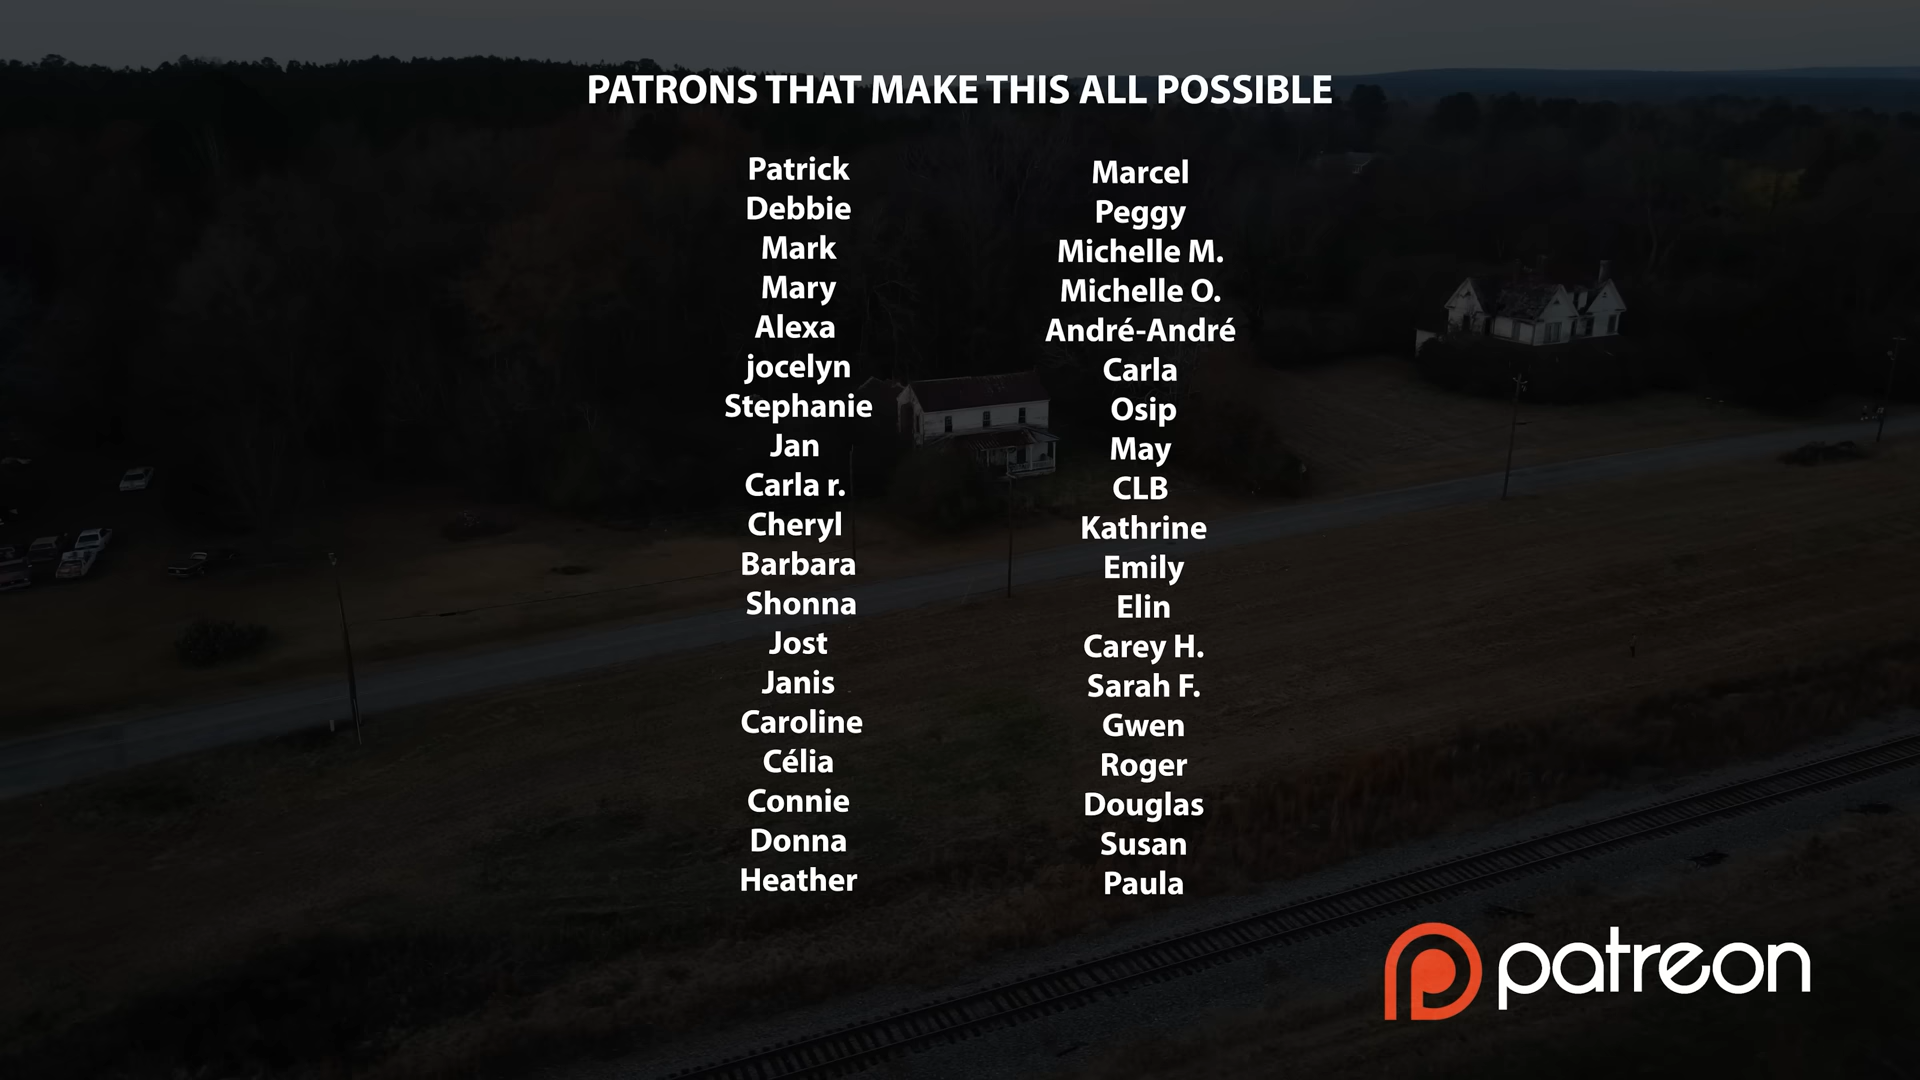 PATRONS THAT MAKE THIS ALL POSSIBLE
Patrick
Debbie
Mark
Mary
Alexa
jocelyn
Stephanie
Jan
Carla r.
Cheryl
Barbara
Shonna
Jost
Janis
Caroline
Célia
Connie
Donna
Heather
Marcel
Peggy
Michelle M.
Michelle O.
André-André
Carla
Osip
May
CLB
Kathrine
Emily
Elin
Carey H.
Sarah F.
Gwen
Roger
Douglas
Susan
Paula
patreon